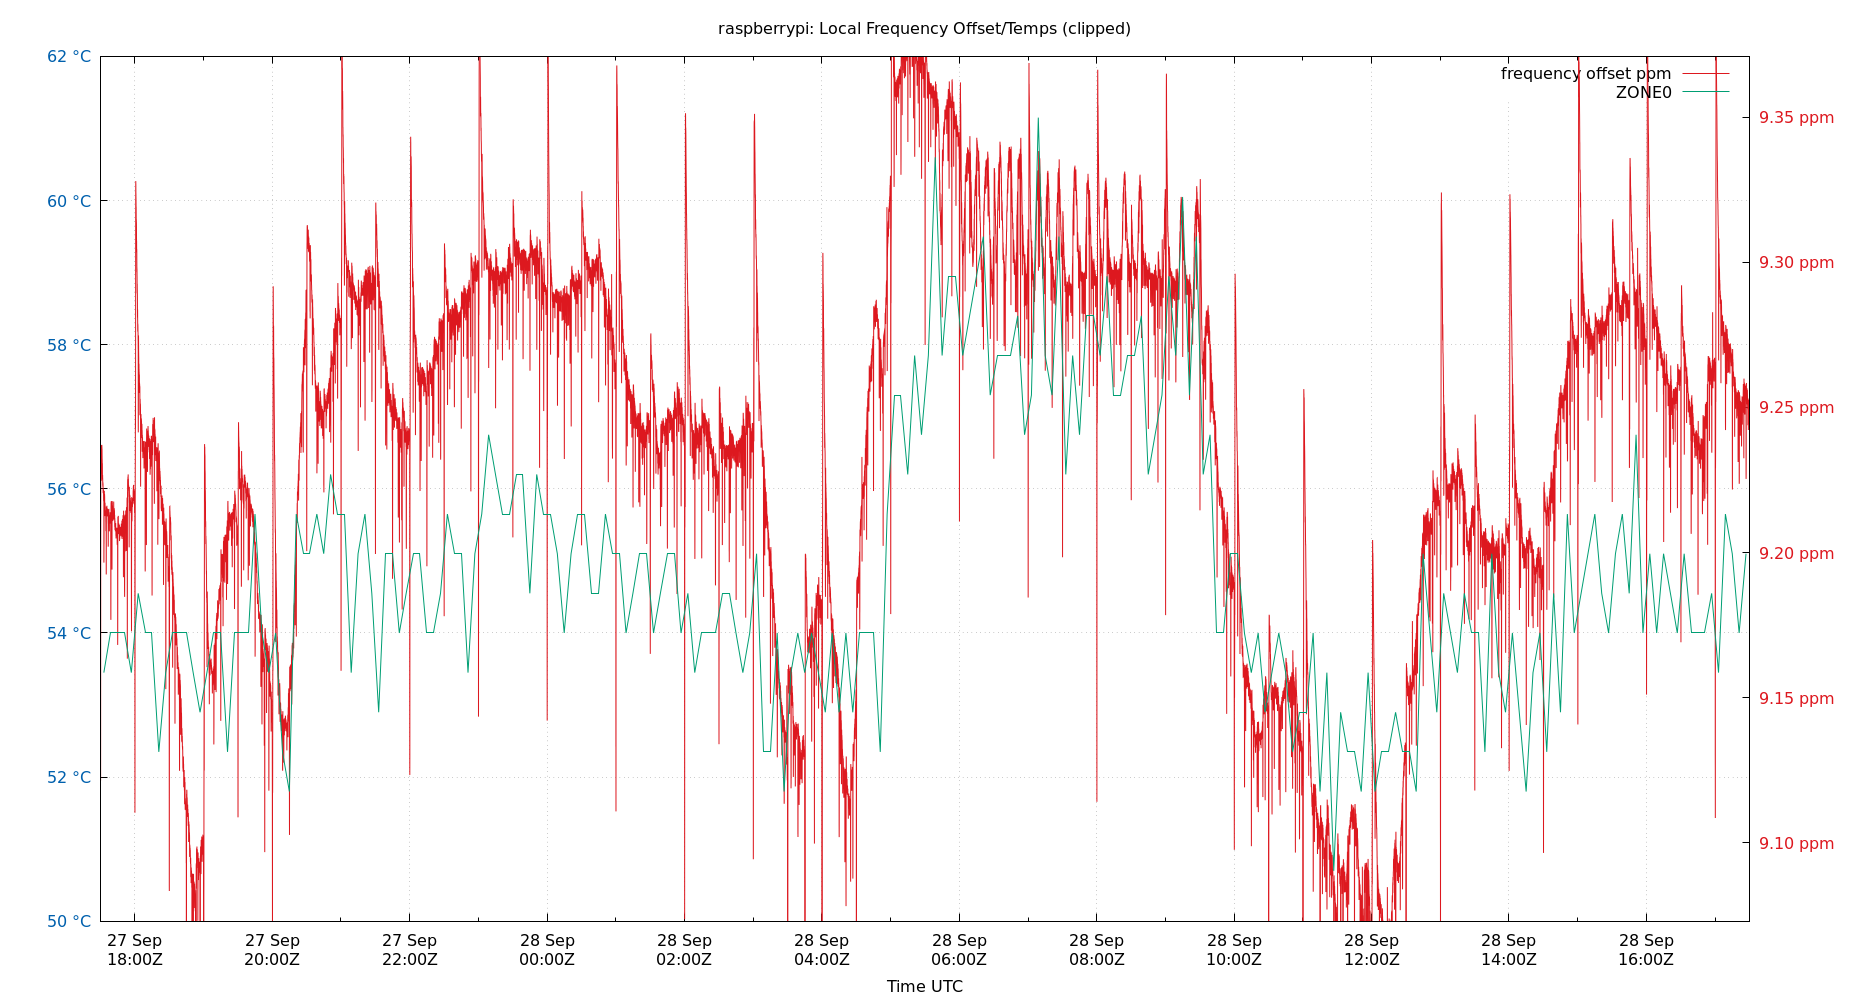 raspberrypi: Local Frequency Offset/Temps (clipped)
frequency offset ppm
ZONE0
62 °C
60 °C
58 °C
56 °C
54 °C
52 °C
50 °C
9.35 ppm
9.30 ppm
9.25 ppm
9.20 ppm
9.15 ppm
9.10 ppm
27 Sep 27 Sep 27 Sep 28 Sep 28 Sep 28 Sep 28 Sep 28 Sep 28 Sep 28 Sep 28 Sep 28 Sep
18:00Z 20:00Z 22:00Z 00:00Z 02:00Z 04:00Z 06:00Z 08:00Z 10:00Z 12:00Z 14:00Z 16:00Z
Time UTC